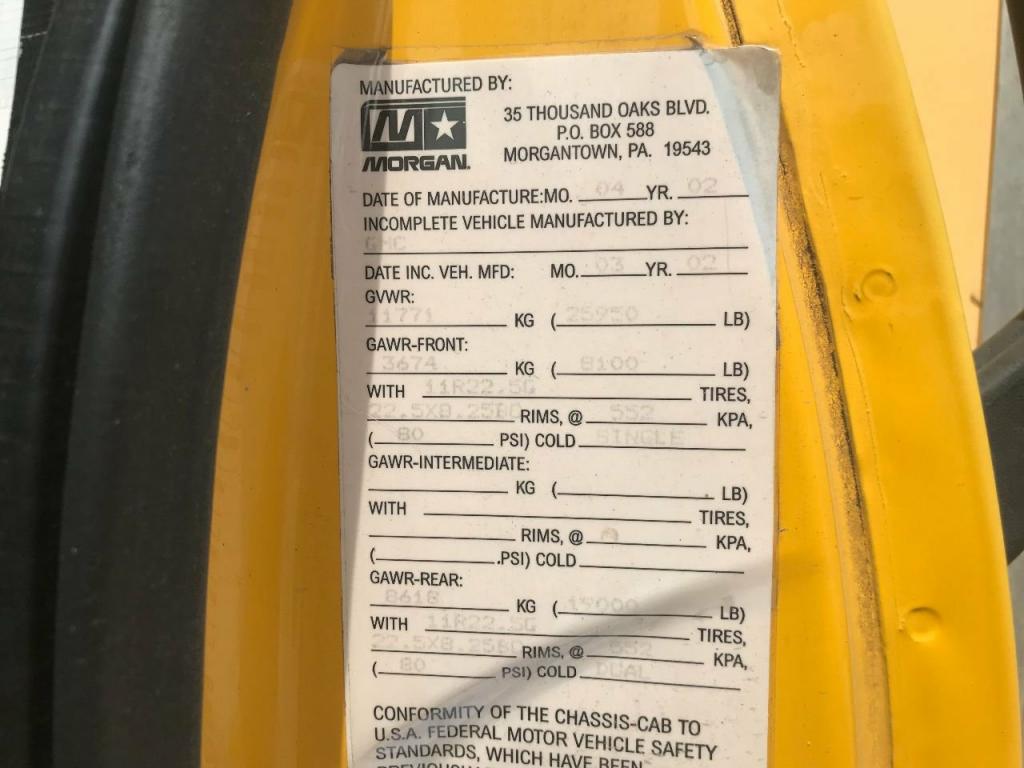 MANUFACTURED BY:
MORGAN.
35 THOUSAND OAKS BLVD.
P.O. BOX 588
MORGANTOWN, PA. 19543
DATE OF MANUFACTURE:MO. 04 YR. 02
INCOMPLETE VEHICLE MANUFACTURED BY:
GMC
DATE INC. VEH. MFD: MO. 03 YR. 02
GVWR:
11771 KG ( 25950 LB)
GAWR-FRONT:
3674 KG ( 8100 LB)
WITH 11R22.5G TIRES,
22.5X8.25DC RIMS, @ 552 KPA,
( 80 PSI) COLD SINGLE
GAWR-INTERMEDIATE:
KG ( LB)
WITH TIRES,
RIMS, @ 0 KPA,
( .PSI) COLD
GAWR-REAR:
8618 KG ( 19000 LB)
WITH 11R22.5G TIRES,
22.5X8.25DC RIMS, @ 552 KPA,
( 80 PSI) COLD DUAL
CONFORMITY OF THE CHASSIS-CAB TO
U.S.A. FEDERAL MOTOR VEHICLE SAFETY
STANDARDS, WHICH HAVE BEEN